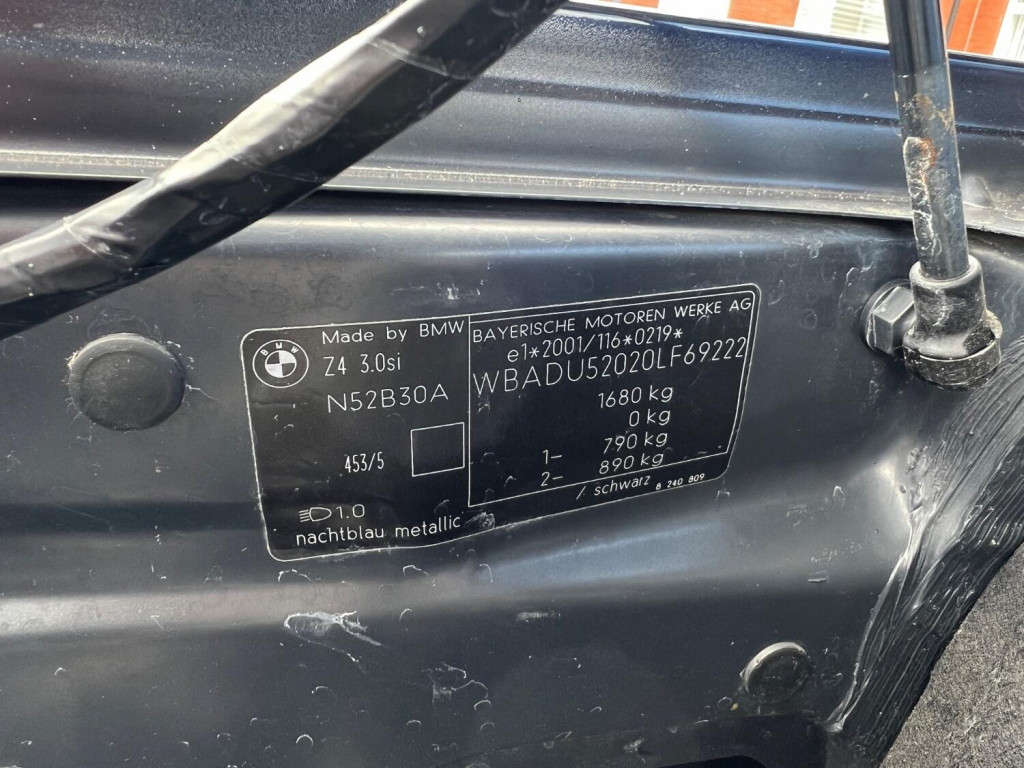 BMW
Made by BMW
Z4 3.0si
N52B30A
453/5
1.0
nachtblau metallic
BAYERISCHE MOTOREN WERKE AG
e1*2001/116*0219*
WBADU52020LF69222
1680 kg
0 kg
1- 790 kg
2- 890 kg
/ schwarz 8 240 809